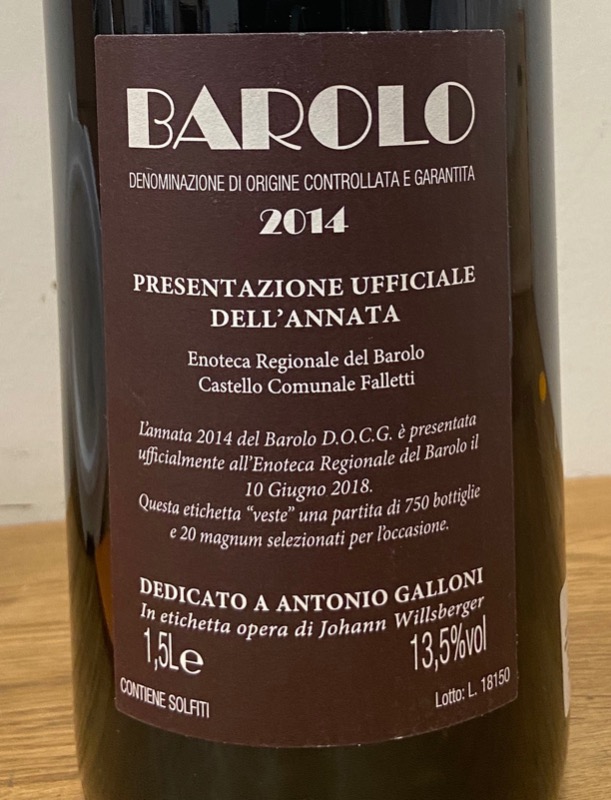 BAROLO
DENOMINAZIONE DI ORIGINE CONTROLLATA E GARANTITA
2014
PRESENTAZIONE UFFICIALE
DELL'ANNATA
Enoteca Regionale del Barolo
Castello Comunale Falletti
L'annata 2014 del Barolo D.O.C.G. è presentata
ufficialmente all'Enoteca Regionale del Barolo il
10 Giugno 2018.
Questa etichetta "veste" una partita di 750 bottiglie
e 20 magnum selezionati per l'occasione.
DEDICATO A ANTONIO GALLONI
In etichetta opera di Johann Willsberger
1,5L e 13,5%vol
CONTIENE SOLFITI Lotto: L. 18150